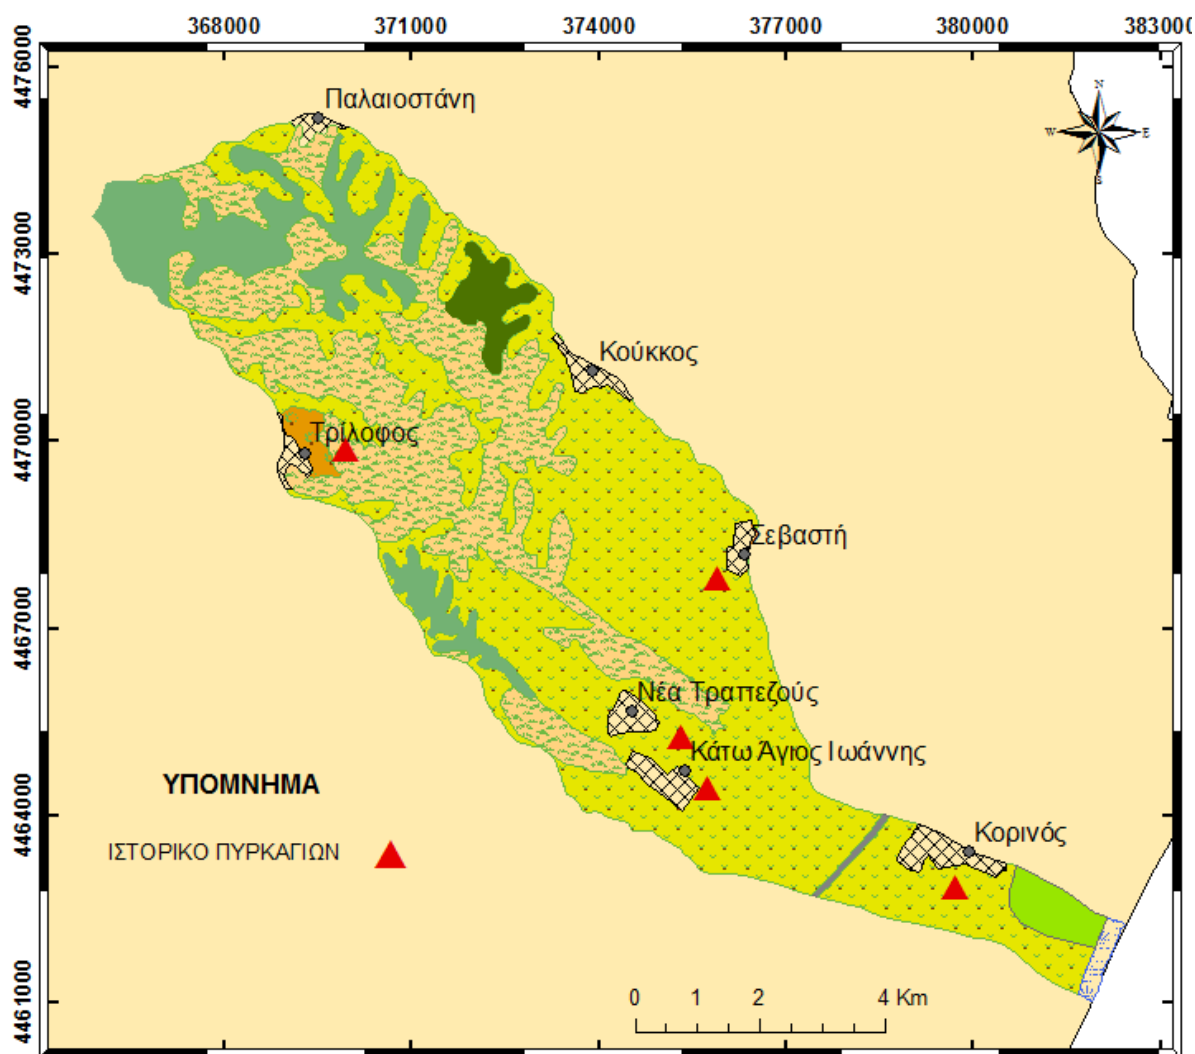 368000 371000 374000 377000 380000 383000
4476000
N
W E
S
Παλαιοστάνη
4473000
Κούκκος
4470000
Τρίλοφος
Σεβαστή
4467000
Νέα Τραπεζούς
Κάτω Άγιος Ιωάννης
ΥΠΟΜΝΗΜΑ
4464000
Κορινός
ΙΣΤΟΡΙΚΟ ΠΥΡΚΑΓΙΩΝ
4461000
0 1 2 4 Km